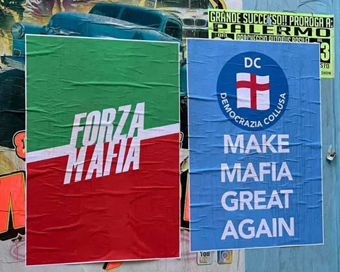 GRANDE SUCCESSO!! PROROGA A:
PALERMO
FORZA
MAFIA
DC
DEMOCRAZIA COLLUSA
MAKE
MAFIA
GREAT
AGAIN